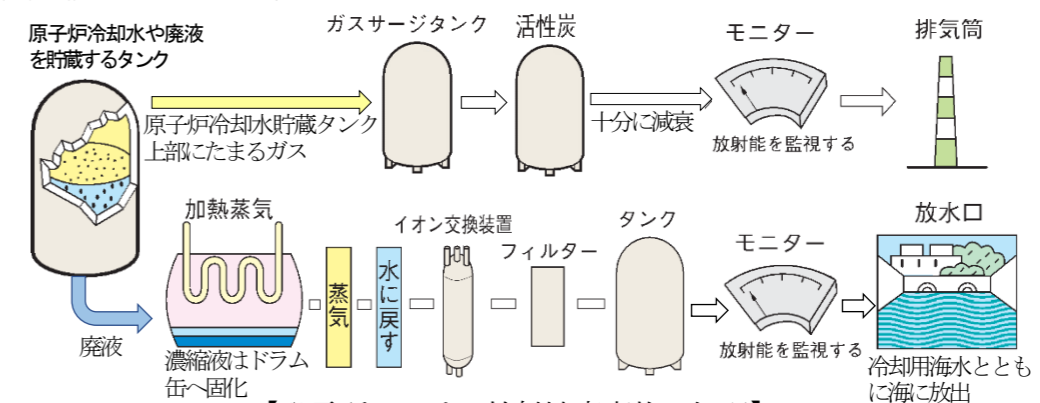 原子炉冷却水や廃液
を貯蔵するタンク
ガスサージタンク
活性炭
モニター
排気筒
原子炉冷却水貯蔵タンク
上部にたまるガス
十分に減衰
放射能を監視する
加熱蒸気
イオン交換装置
フィルター
タンク
モニター
放水口
蒸気
水に戻す
廃液
濃縮液はドラム
缶へ固化
放射能を監視する
冷却用海水ととも
に海に放出